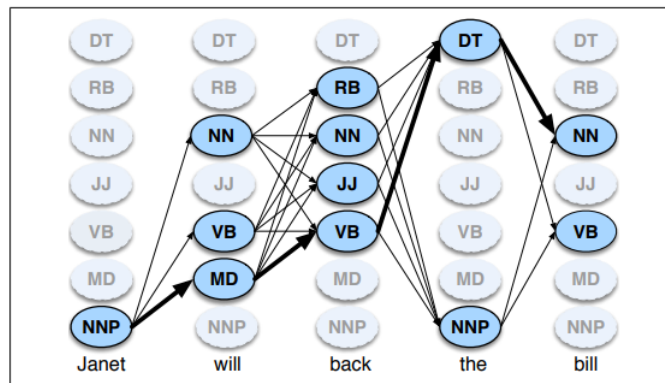 DT DT DT DT DT
RB RB RB RB RB
NN NN NN NN NN
JJ JJ JJ JJ JJ
VB VB VB VB VB
MD MD MD MD MD
NNP NNP NNP NNP NNP
Janet will back the bill